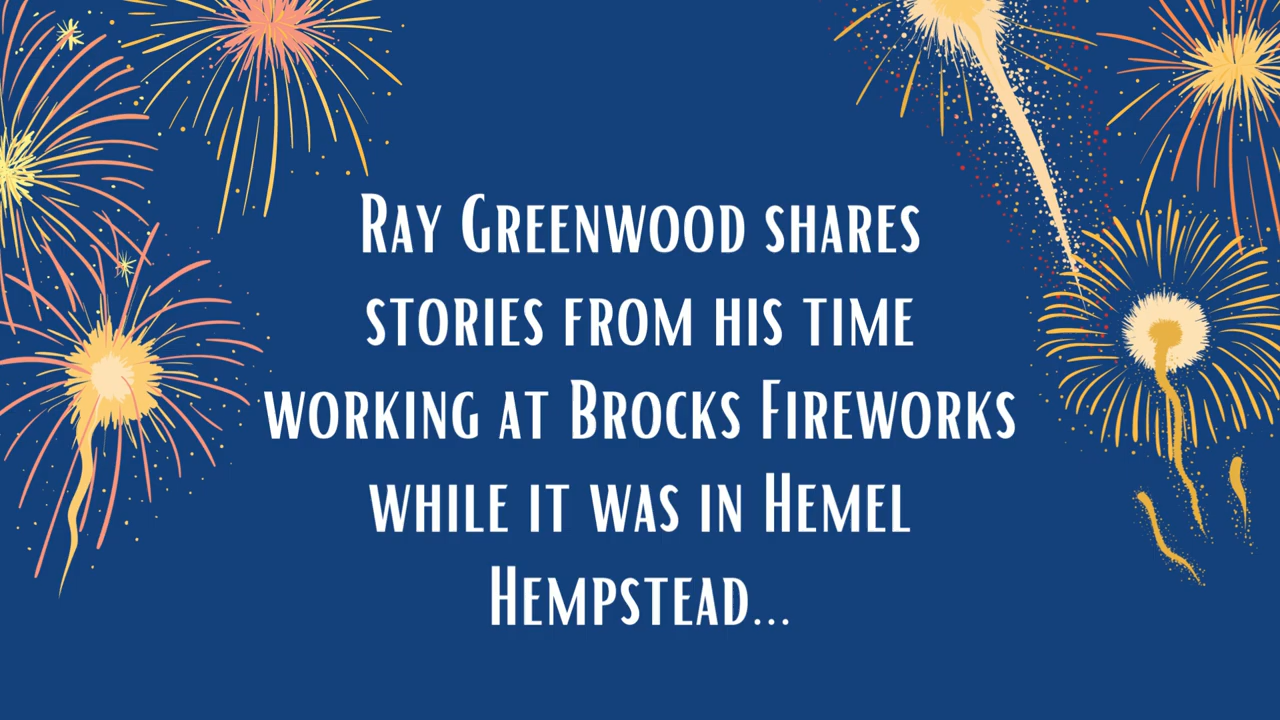 Ray Greenwood shares
stories from his time
working at Brocks Fireworks
while it was in Hemel
Hempstead...